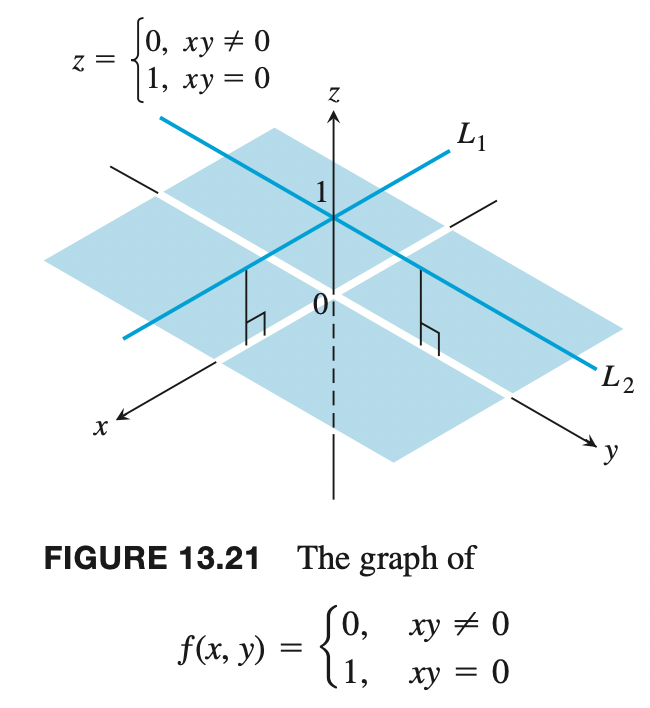 z = {0, xy ≠ 0
1, xy = 0
z
L₁
1
0
L₂
x
y
FIGURE 13.21 The graph of
f(x, y) = {0, xy ≠ 0
1, xy = 0